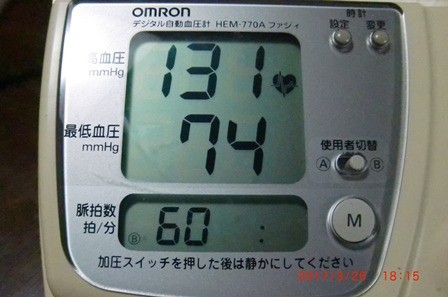 OMRON
デジタル自動血圧計 HEM-770A ファジィ
時計
設定 変更
高血圧
mmHg
131
最低血圧
mmHg
74
使用者切替
A B
脈拍数
拍/分
B 60 :
M
加圧スイッチを押した後は静かにしてください
18:15